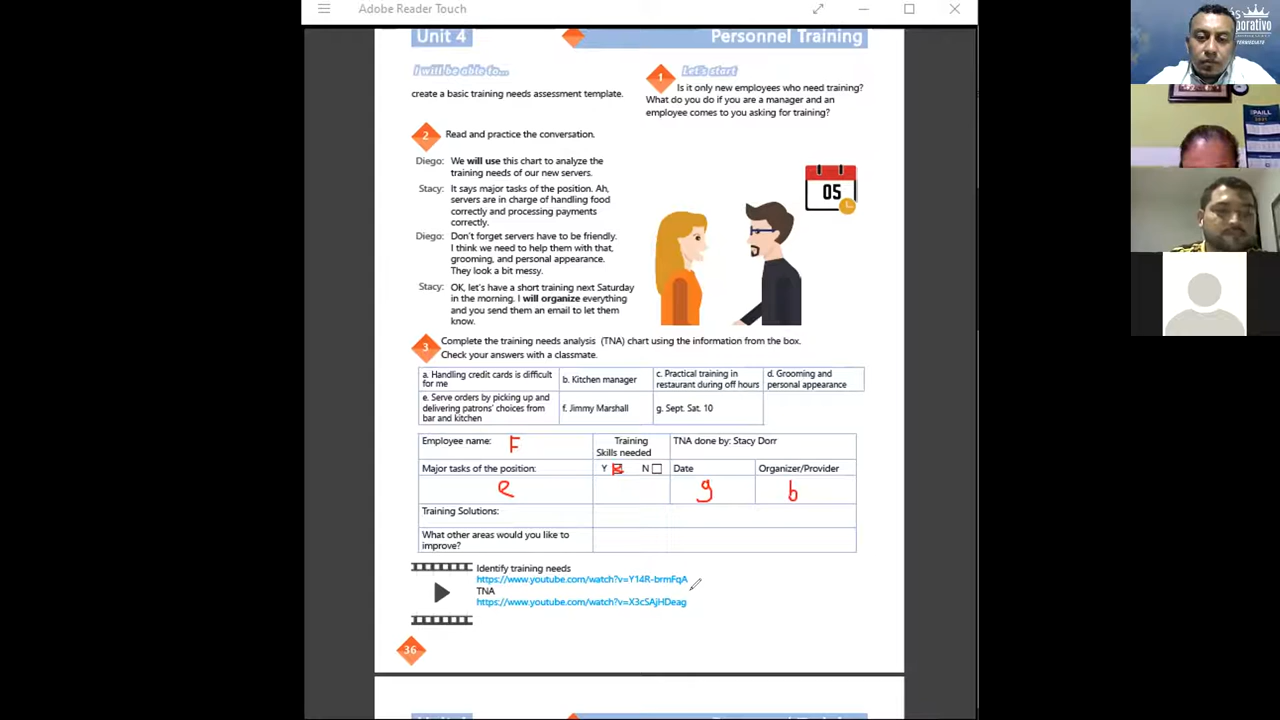 Adobe Reader Touch
Unit 4
Personnel Training
I will be able to...
create a basic training needs assessment template.
1
Let's start
Is it only new employees who need training?
What do you do if you are a manager and an
employee comes to you asking for training?
2
Read and practice the conversation.
Diego: We will use this chart to analyze the
training needs of our new servers.
Stacy: It says major tasks of the position. Ah,
servers are in charge of handling food
correctly and processing payments
correctly.
Diego: Don't forget servers have to be friendly.
I think we need to help them with that,
grooming, and personal appearance.
They look a bit messy.
Stacy: OK, let's have a short training next Saturday
in the morning. I will organize everything
and you send them an email to let them
know.
05
3
Complete the training needs analysis (TNA) chart using the information from the box.
Check your answers with a classmate.
a. Handling credit cards is difficult
for me
b. Kitchen manager
c. Practical training in
restaurant during off hours
d. Grooming and
personal appearance
e. Serve orders by picking up and
delivering patrons' choices from
bar and kitchen
f. Jimmy Marshall
g. Sept. Sat. 10
Employee name: F
Training
Skills needed
TNA done by: Stacy Dorr
Major tasks of the position:
Y N
Date
Organizer/Provider
e
g
b
Training Solutions:
What other areas would you like to
improve?
Identify training needs
https://www.youtube.com/watch?v=Y14R-brmFqA
TNA
https://www.youtube.com/watch?v=X3cSAjHDeag
36
orporativo